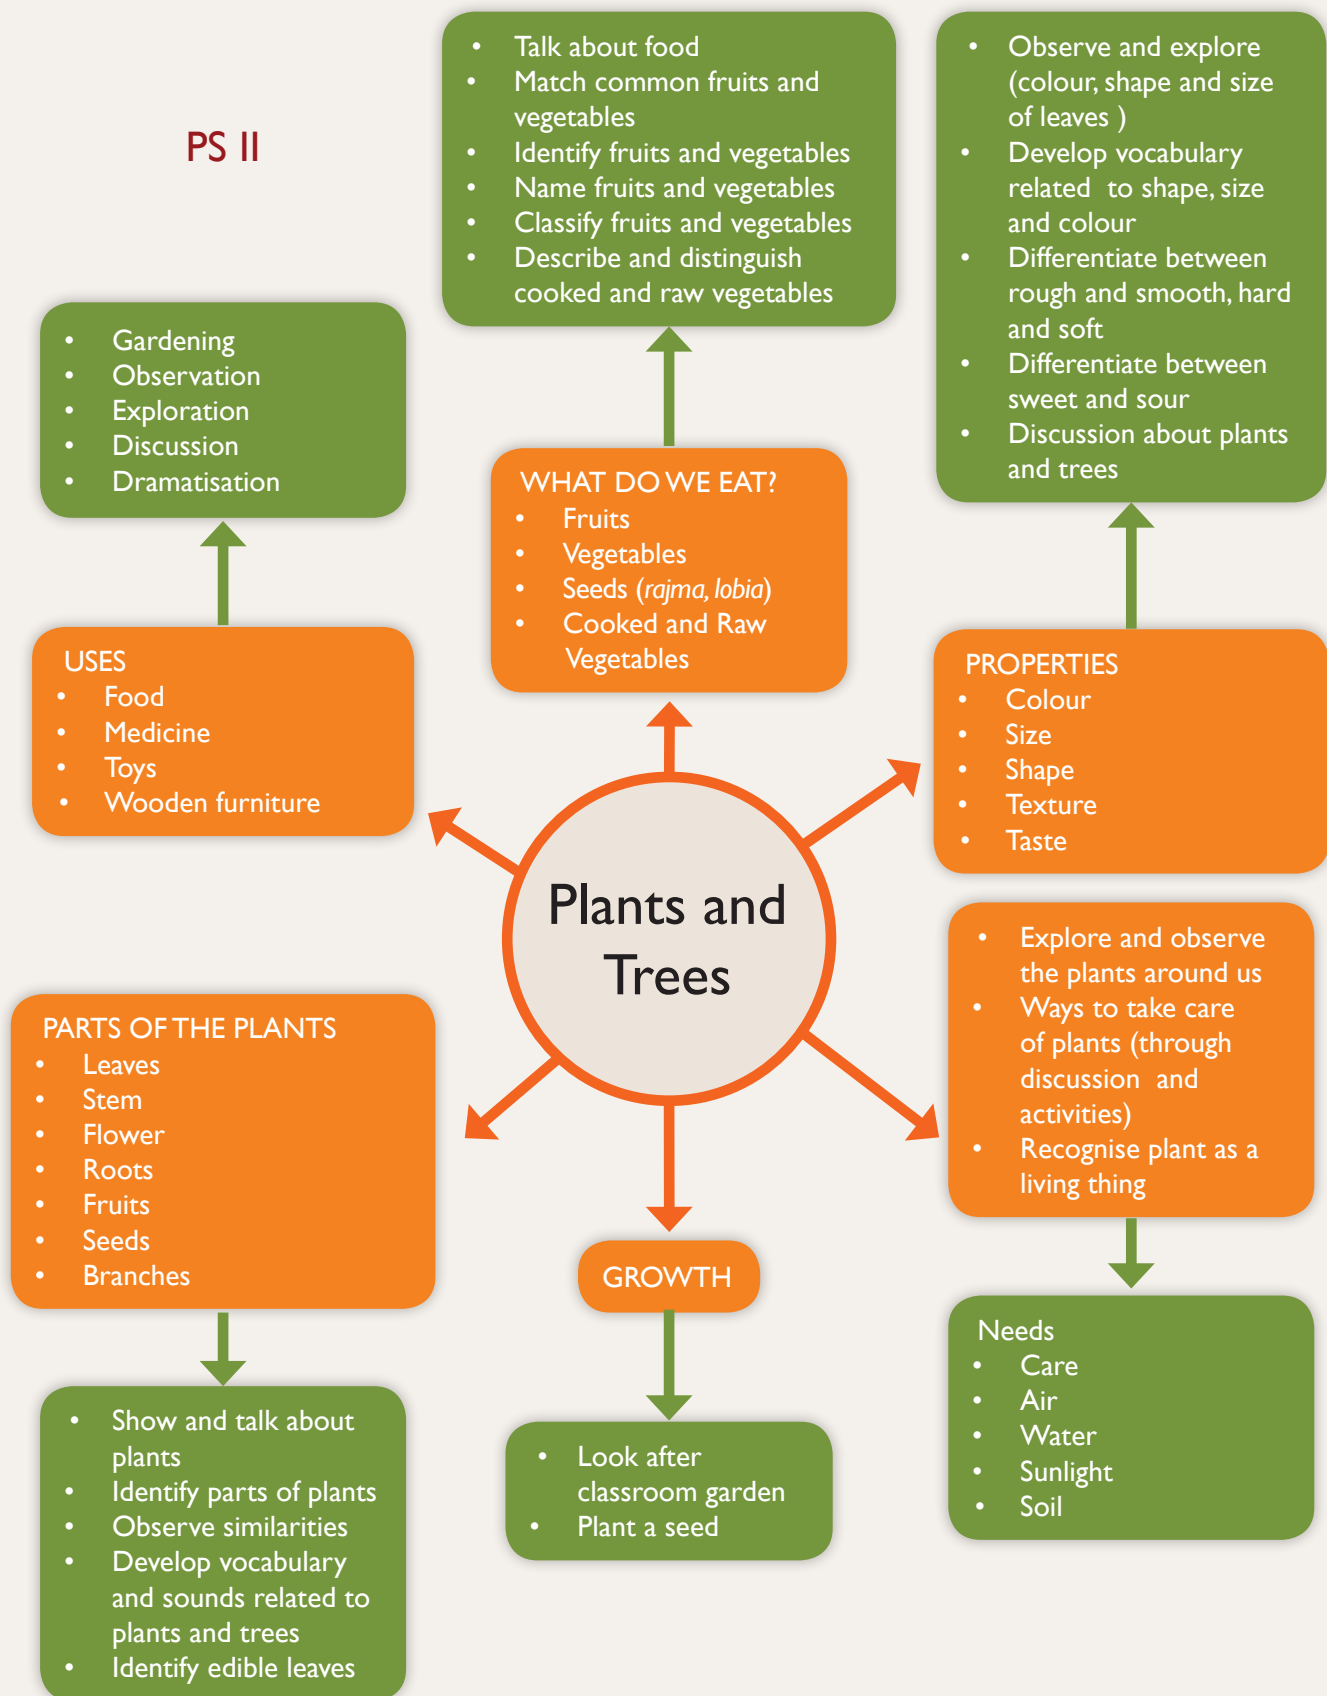 PS II
• Talk about food
• Match common fruits and
vegetables
• Identify fruits and vegetables
• Name fruits and vegetables
• Classify fruits and vegetables
• Describe and distinguish
cooked and raw vegetables
• Observe and explore
(colour, shape and size
of leaves )
• Develop vocabulary
related to shape, size
and colour
• Differentiate between
rough and smooth, hard
and soft
• Differentiate between
sweet and sour
• Discussion about plants
and trees
• Gardening
• Observation
• Exploration
• Discussion
• Dramatisation
WHAT DO WE EAT?
• Fruits
• Vegetables
• Seeds (rajma, lobia)
• Cooked and Raw
Vegetables
USES
• Food
• Medicine
• Toys
• Wooden furniture
PROPERTIES
• Colour
• Size
• Shape
• Texture
• Taste
Plants and
Trees
• Explore and observe
the plants around us
• Ways to take care
of plants (through
discussion and
activities)
• Recognise plant as a
living thing
PARTS OF THE PLANTS
• Leaves
• Stem
• Flower
• Roots
• Fruits
• Seeds
• Branches
GROWTH
Needs
• Care
• Air
• Water
• Sunlight
• Soil
• Show and talk about
plants
• Identify parts of plants
• Observe similarities
• Develop vocabulary
and sounds related to
plants and trees
• Identify edible leaves
• Look after
classroom garden
• Plant a seed